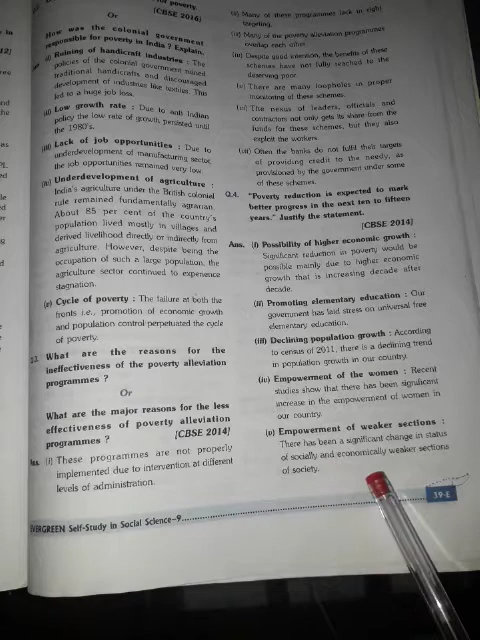 poverty.
[CBSE 2016]
Or
How was the colonial government
responsible for poverty in India ? Explain.
(i) Ruining of handicraft industries : The
policies of the colonial government ruined
traditional handicrafts and discouraged
development of industries like textiles. This
led to a huge job loss.
(ii) Low growth rate : Due to anti Indian
policy the low rate of growth persisted until
the 1980's.
(iii) Lack of job opportunities : Due to
underdevelopment of manufacturing sector,
the job opportunities remained very low.
(iv) Underdevelopment of agriculture :
India's agriculture under the British colonial
rule remained fundamentally agrarian.
About 85 per cent of the country's
population lived mostly in villages and
derived livelihood directly or indirectly from
agriculture. However, despite being the
occupation of such a large population, the
agriculture sector continued to experience
stagnation.
(v) Cycle of poverty : The failure at both the
fronts i.e., promotion of economic growth
and population control perpetuated the cycle
of poverty.
What are the reasons for the
ineffectiveness of the poverty alleviation
programmes ?
Or
What are the major reasons for the less
effectiveness of poverty alleviation
programmes ? [CBSE 2014]
Ans. (i) These programmes are not properly
implemented due to intervention at different
levels of administration.
(ii) Many of these programmes lack in right
targeting.
(iii) Many of the poverty alleviation programmes
overlap each other.
(iv) Despite good intention, the benefits of these
schemes have not fully reached to the
deserving poor.
(v) There are many loopholes in proper
monitoring of these schemes.
(vi) The nexus of leaders, officials and
contractors not only gets its share from the
funds for these schemes, but they also
exploit the workers.
(vii) Often the banks do not fulfil their targets
of providing credit to the needy, as
provisioned by the government under some
of these schemes.
Q.4. "Poverty reduction is expected to mark
better progress in the next ten to fifteen
years." Justify the statement.
[CBSE 2014]
Ans. (i) Possibility of higher economic growth :
Significant reduction in poverty would be
possible mainly due to higher economic
growth that is increasing decade after
decade.
(ii) Promoting elementary education : Our
government has laid stress on universal free
elementary education.
(iii) Declining population growth : According
to census of 2011, there is a declining trend
in population growth in our country.
(iv) Empowerment of the women : Recent
studies show that there has been significant
increase in the empowerment of women in
our country.
(v) Empowerment of weaker sections :
There has been a significant change in status
of socially and economically weaker sections
of society.
EVERGREEN Self-Study in Social Science-9
39-E